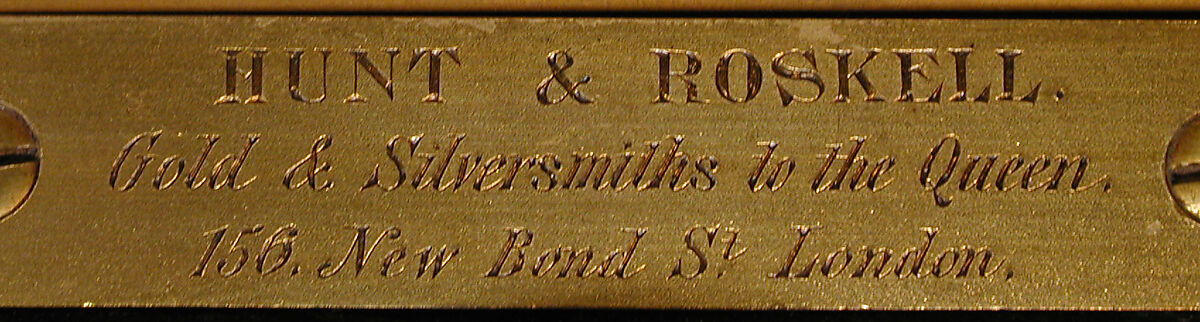 HUNT & ROSKELL.
Gold & Silversmiths to the Queen.
156. New Bond St. London.